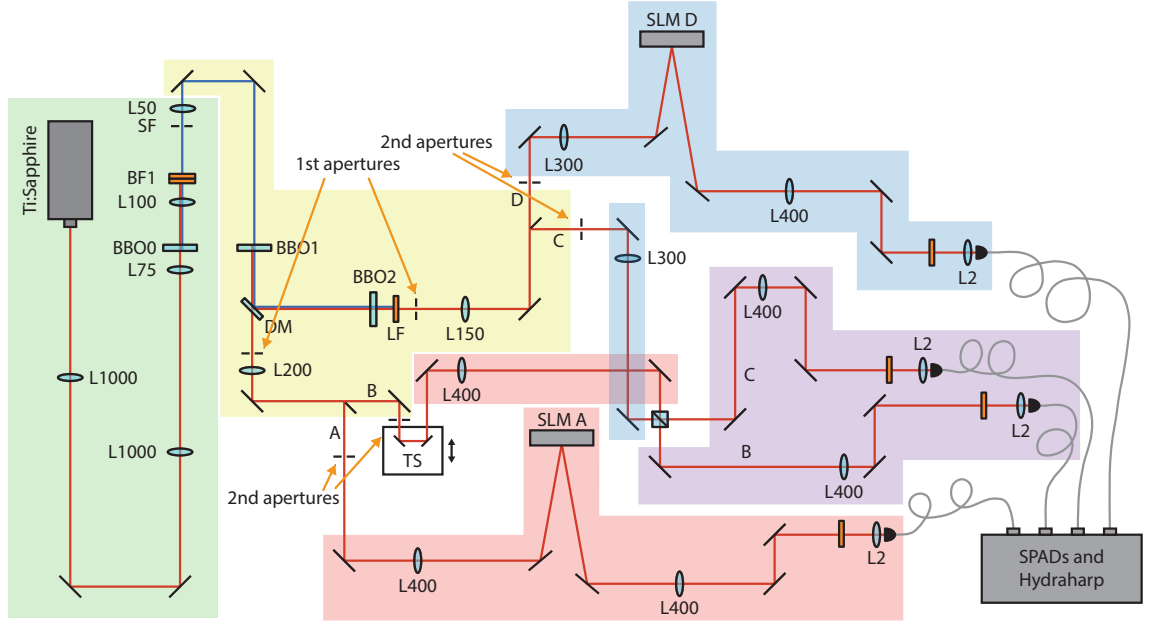 SLM D
L50
SF
Ti:Sapphire
2nd apertures
L300
1st apertures
BF1
L100
D
L400
C
BBO0
BBO1
L300
L2
L75
BBO2
DM
LF
L150
L400
L200
L2
L1000
B
L400
C
L2
SLM A
A
L1000
TS
B
L400
2nd apertures
L2
L400
L400
SPADs and
Hydraharp